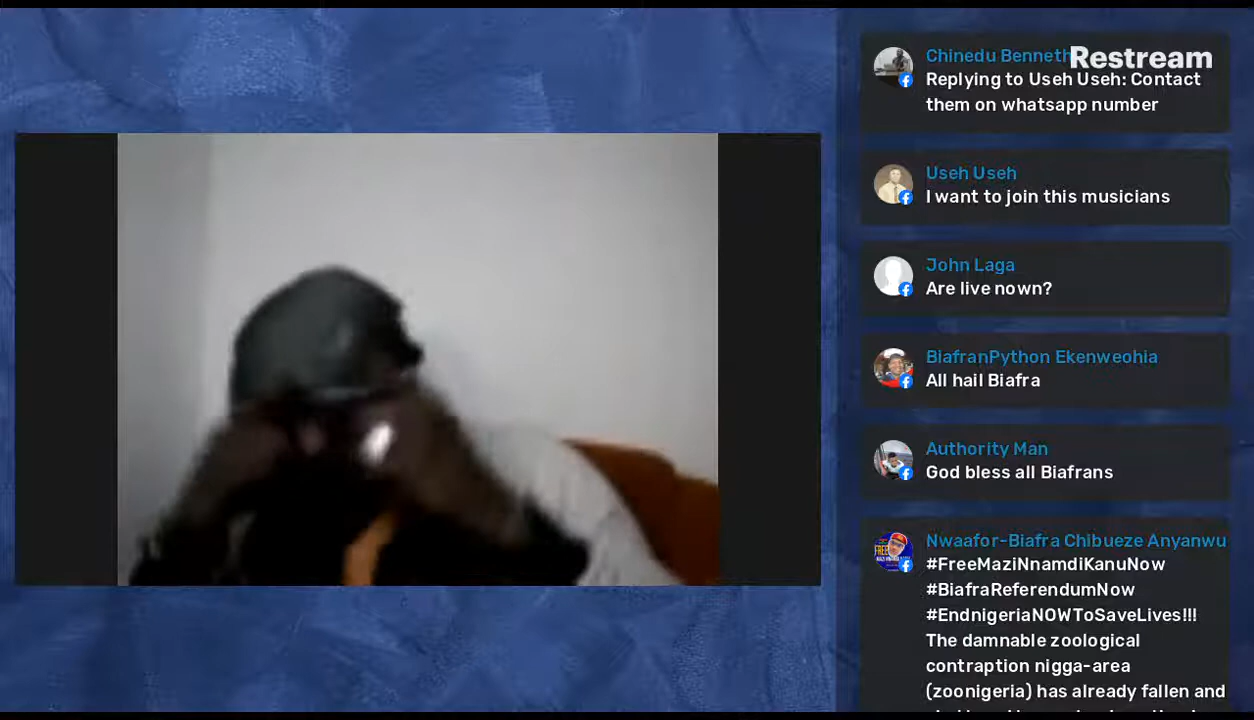 Restream
Chinedu Benneth
Replying to Useh Useh: Contact
them on whatsapp number
Useh Useh
I want to join this musicians
John Laga
Are live nown?
BiafranPython Ekenweohia
All hail Biafra
Authority Man
God bless all Biafrans
Nwaafor-Biafra Chibueze Anyanwu
#FreeMaziNnamdiKanuNow
#BiafraReferendumNow
#EndnigeriaNOWToSaveLives!!!
The damnable zoological
contraption nigga-area
(zoonigeria) has already fallen and